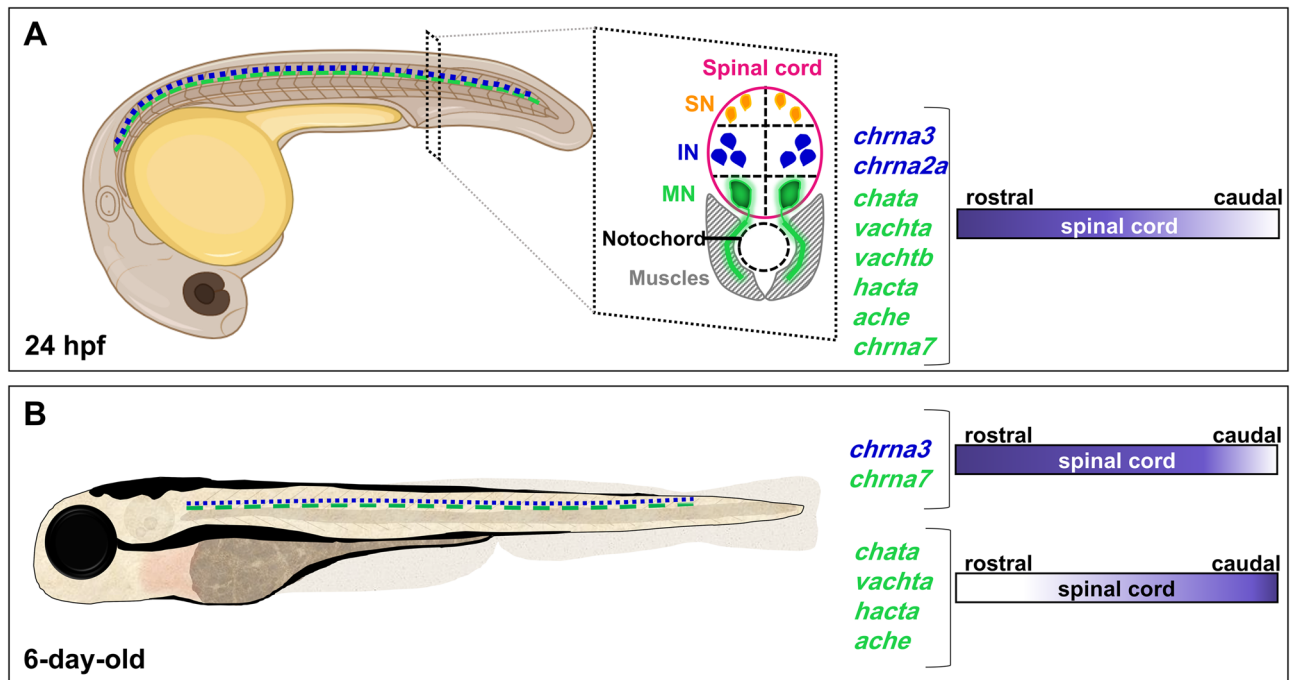 A
Spinal cord
SN
IN
MN
Notochord
Muscles
24 hpf
chrna3
chrna2a
chata
vachta
vachtb
hacta
ache
chrna7
rostral caudal
spinal cord
B
chrna3
chrna7
rostral caudal
spinal cord
chata
vachta
hacta
ache
rostral caudal
spinal cord
6-day-old